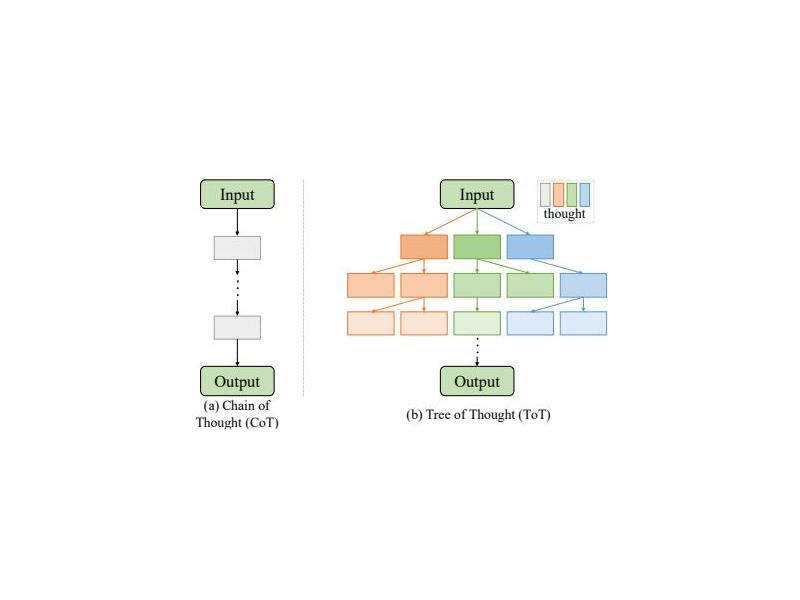 Input
Output
(a) Chain of
Thought (CoT)
Input
thought
Output
(b) Tree of Thought (ToT)